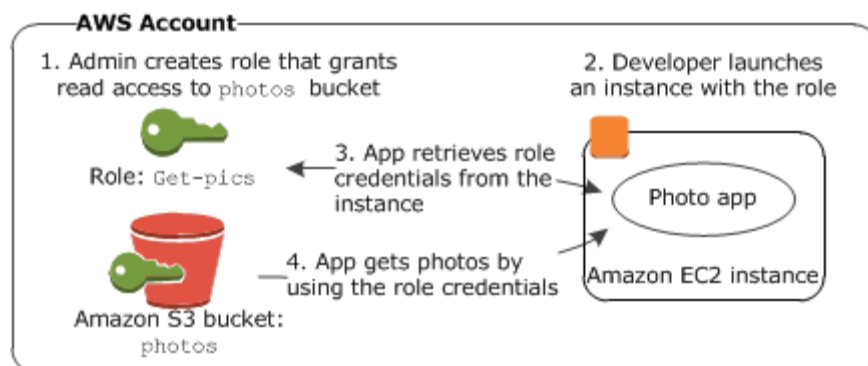 AWS Account
1. Admin creates role that grants
read access to photos bucket
2. Developer launches
an instance with the role
Role: Get-pics
3. App retrieves role
credentials from the
instance
Photo app
Amazon EC2 instance
4. App gets photos by
using the role credentials
Amazon S3 bucket:
photos